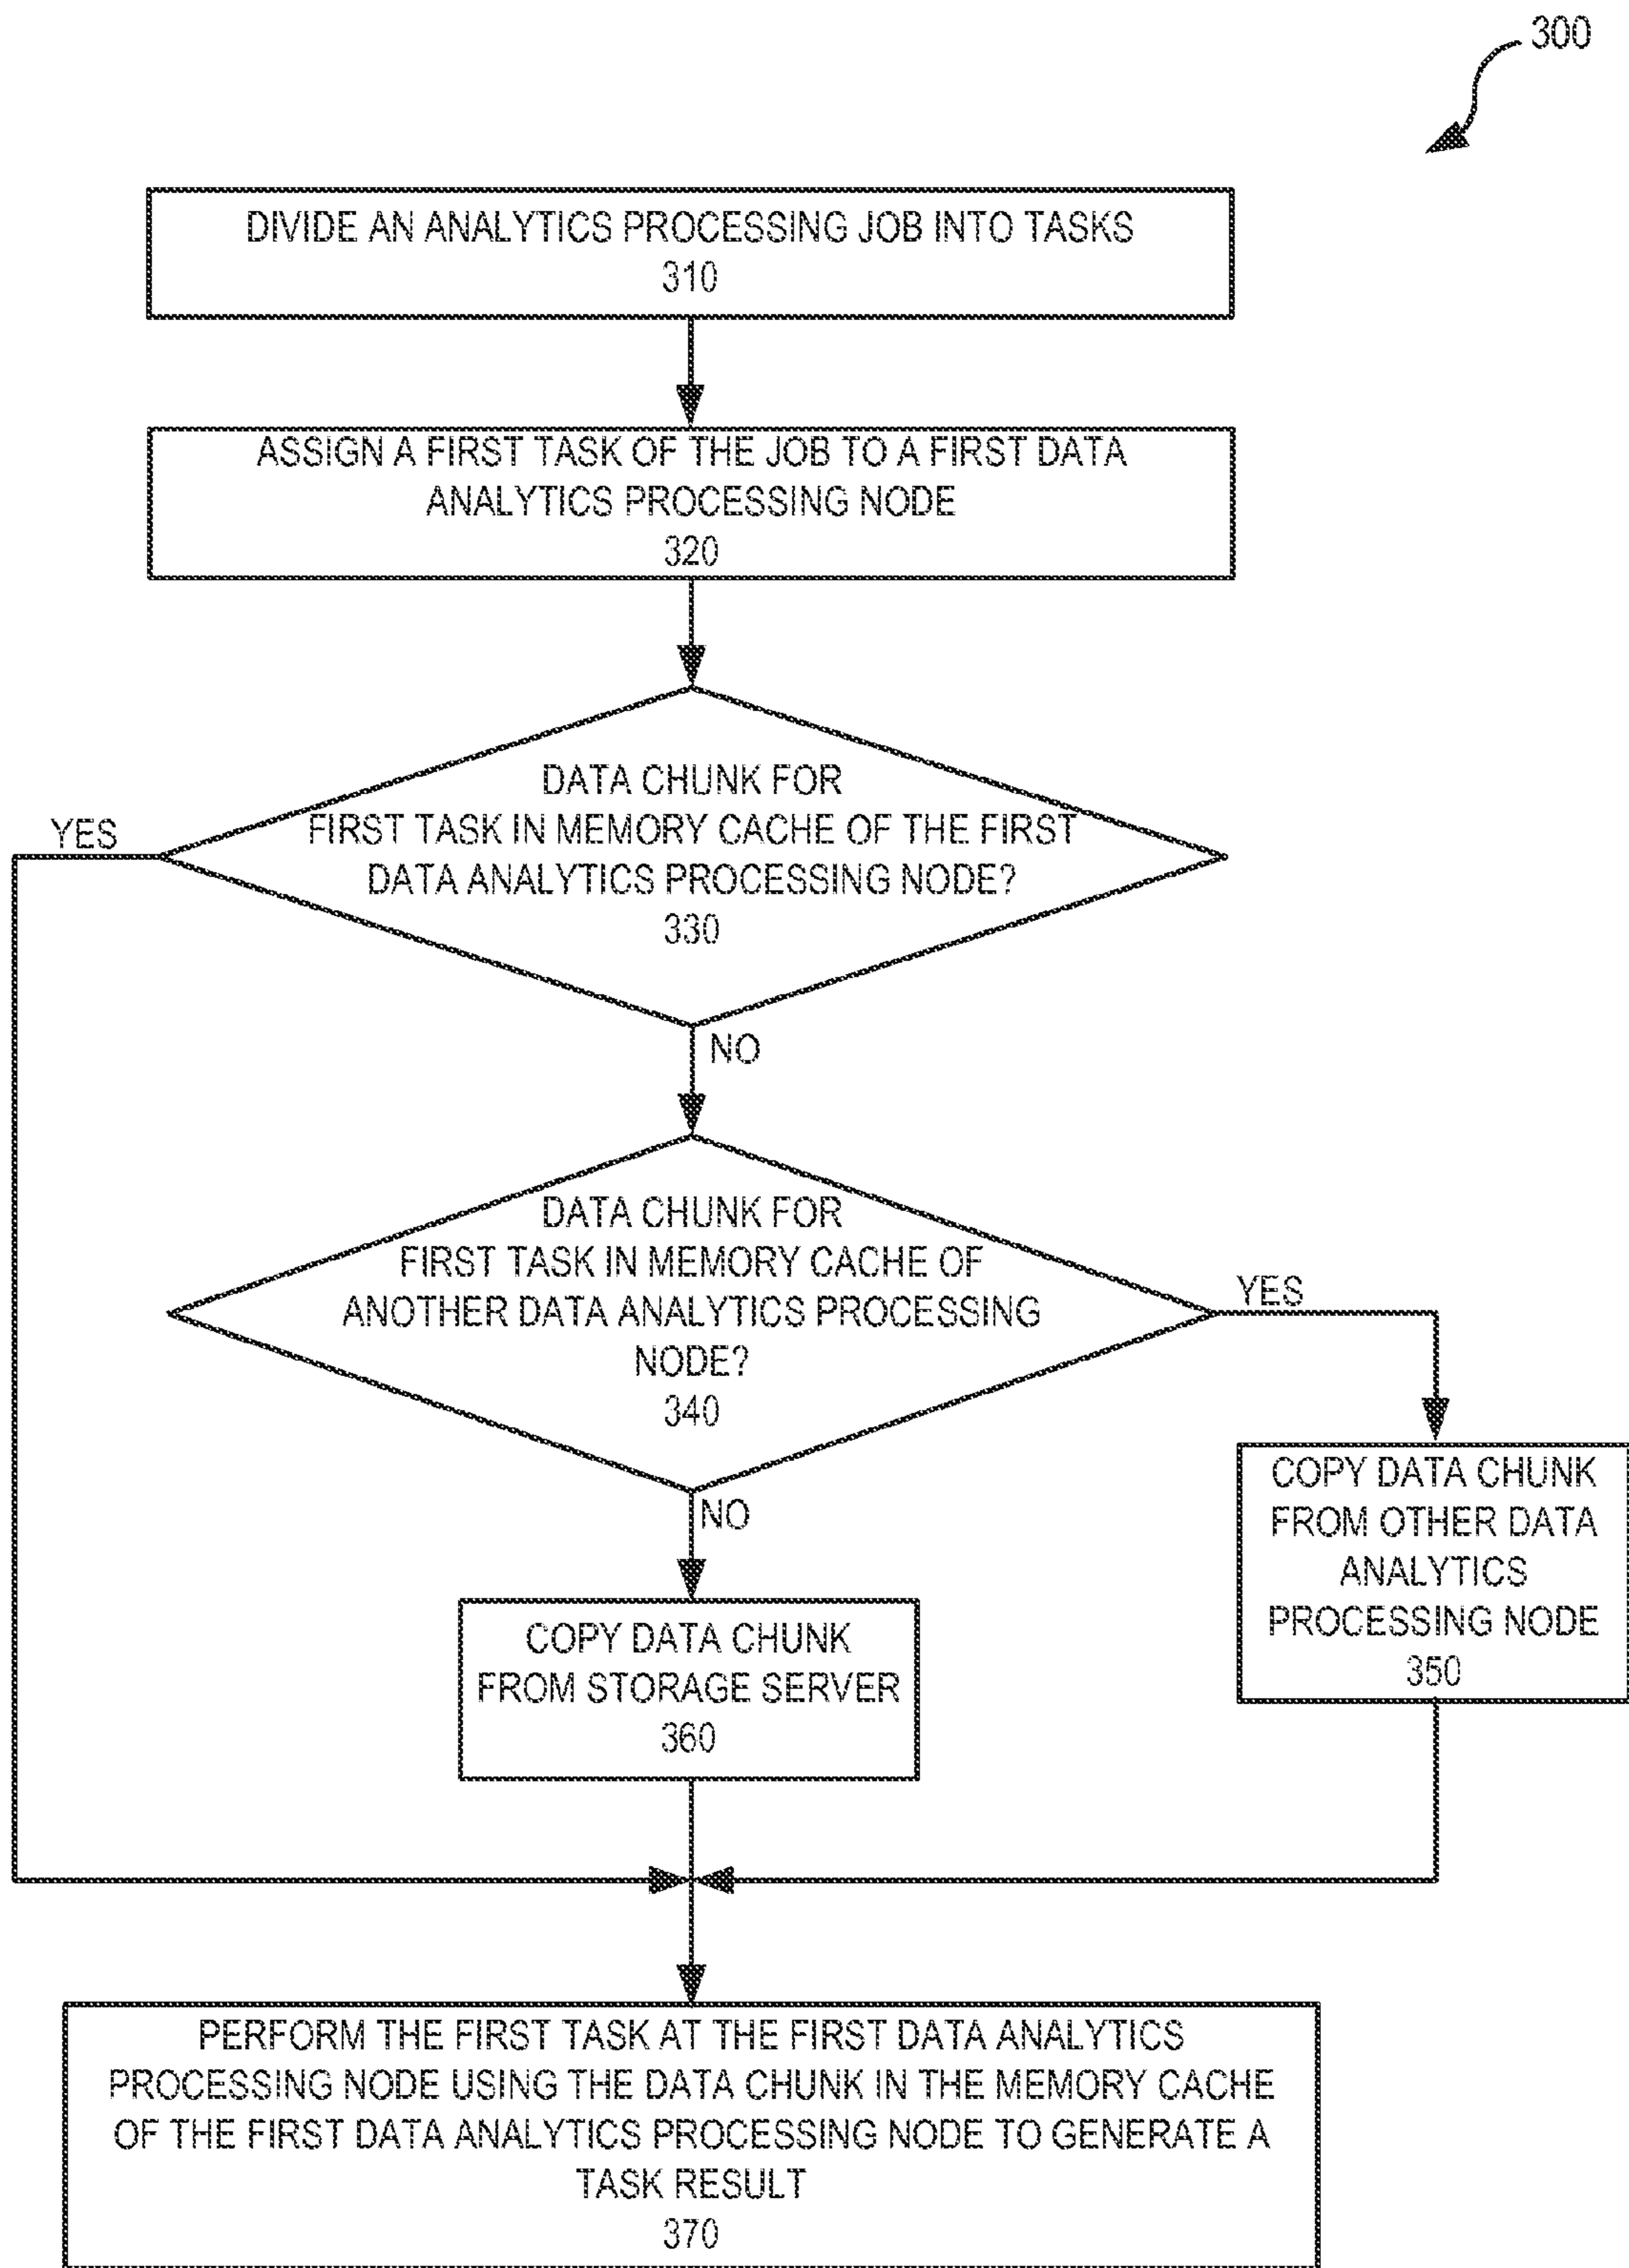 300
DIVIDE AN ANALYTICS PROCESSING JOB INTO TASKS
310
ASSIGN A FIRST TASK OF THE JOB TO A FIRST DATA
ANALYTICS PROCESSING NODE
320
DATA CHUNK FOR
FIRST TASK IN MEMORY CACHE OF THE FIRST
DATA ANALYTICS PROCESSING NODE?
330
YES
NO
DATA CHUNK FOR
FIRST TASK IN MEMORY CACHE OF
ANOTHER DATA ANALYTICS PROCESSING
NODE?
340
YES
NO
COPY DATA CHUNK
FROM OTHER DATA
ANALYTICS
PROCESSING NODE
350
COPY DATA CHUNK
FROM STORAGE SERVER
360
PERFORM THE FIRST TASK AT THE FIRST DATA ANALYTICS
PROCESSING NODE USING THE DATA CHUNK IN THE MEMORY CACHE
OF THE FIRST DATA ANALYTICS PROCESSING NODE TO GENERATE A
TASK RESULT
370